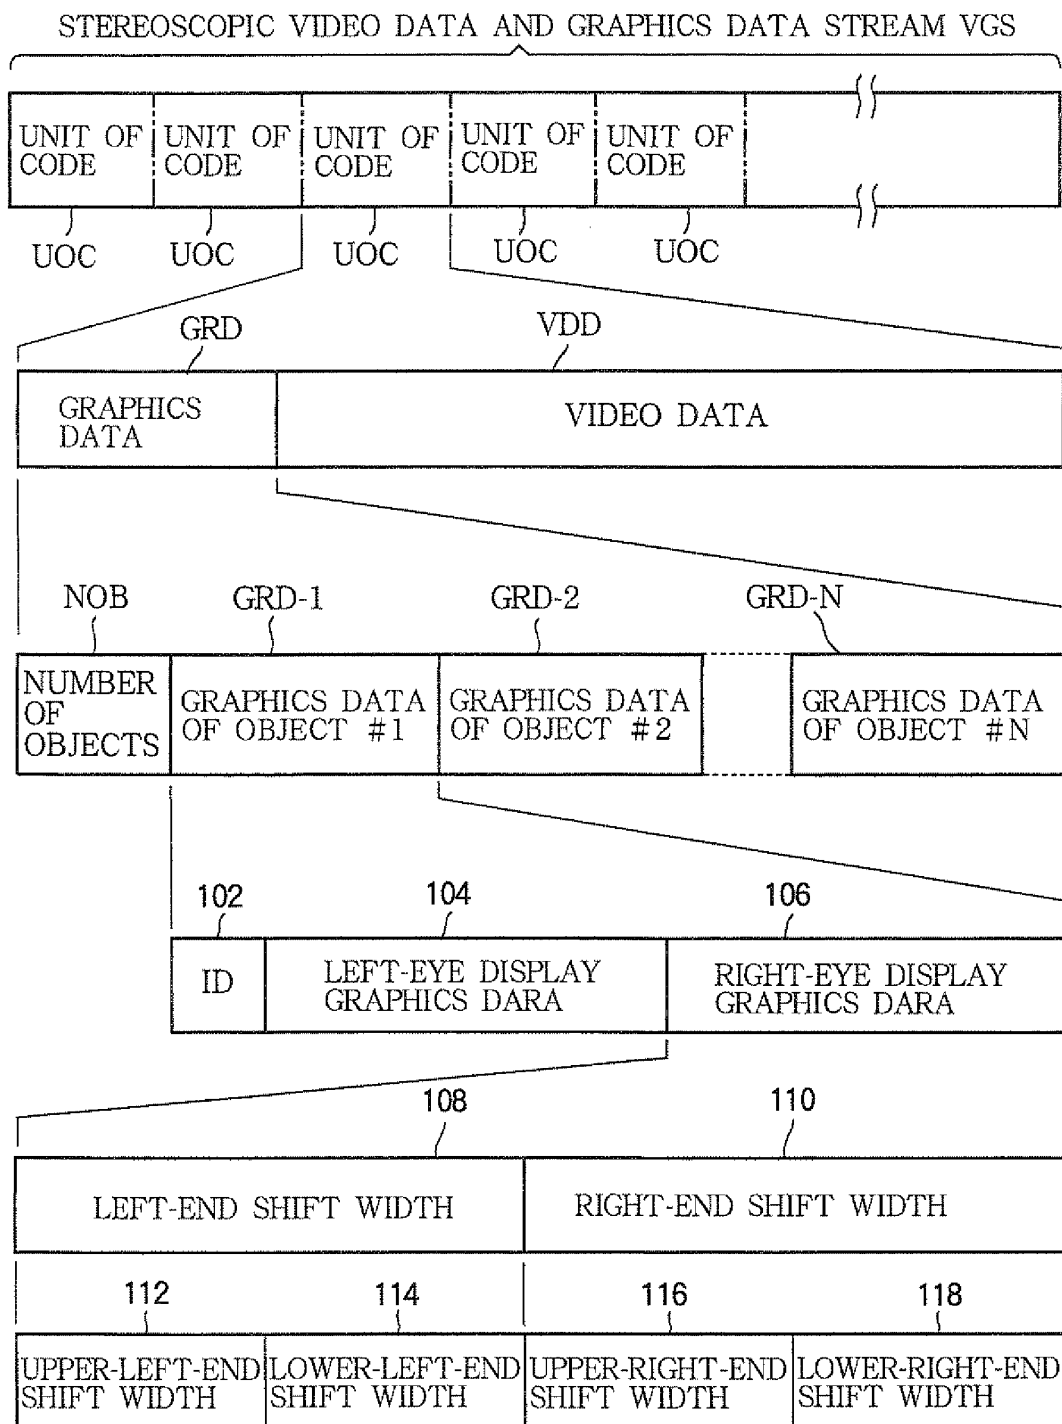 STEREOSCOPIC VIDEO DATA AND GRAPHICS DATA STREAM VGS
UNIT OF CODE
UNIT OF CODE
UNIT OF CODE
UNIT OF CODE
UNIT OF CODE
UOC
UOC
UOC
UOC
UOC
GRD
VDD
GRAPHICS
DATA
VIDEO DATA
NOB
GRD-1
GRD-2
GRD-N
NUMBER
OF
OBJECTS
GRAPHICS DATA
OF OBJECT #1
GRAPHICS DATA
OF OBJECT #2
GRAPHICS DATA
OF OBJECT #N
102
104
106
ID
LEFT-EYE DISPLAY
GRAPHICS DARA
RIGHT-EYE DISPLAY
GRAPHICS DARA
108
110
LEFT-END SHIFT WIDTH
RIGHT-END SHIFT WIDTH
112
114
116
118
UPPER-LEFT-END
SHIFT WIDTH
LOWER-LEFT-END
SHIFT WIDTH
UPPER-RIGHT-END
SHIFT WIDTH
LOWER-RIGHT-END
SHIFT WIDTH